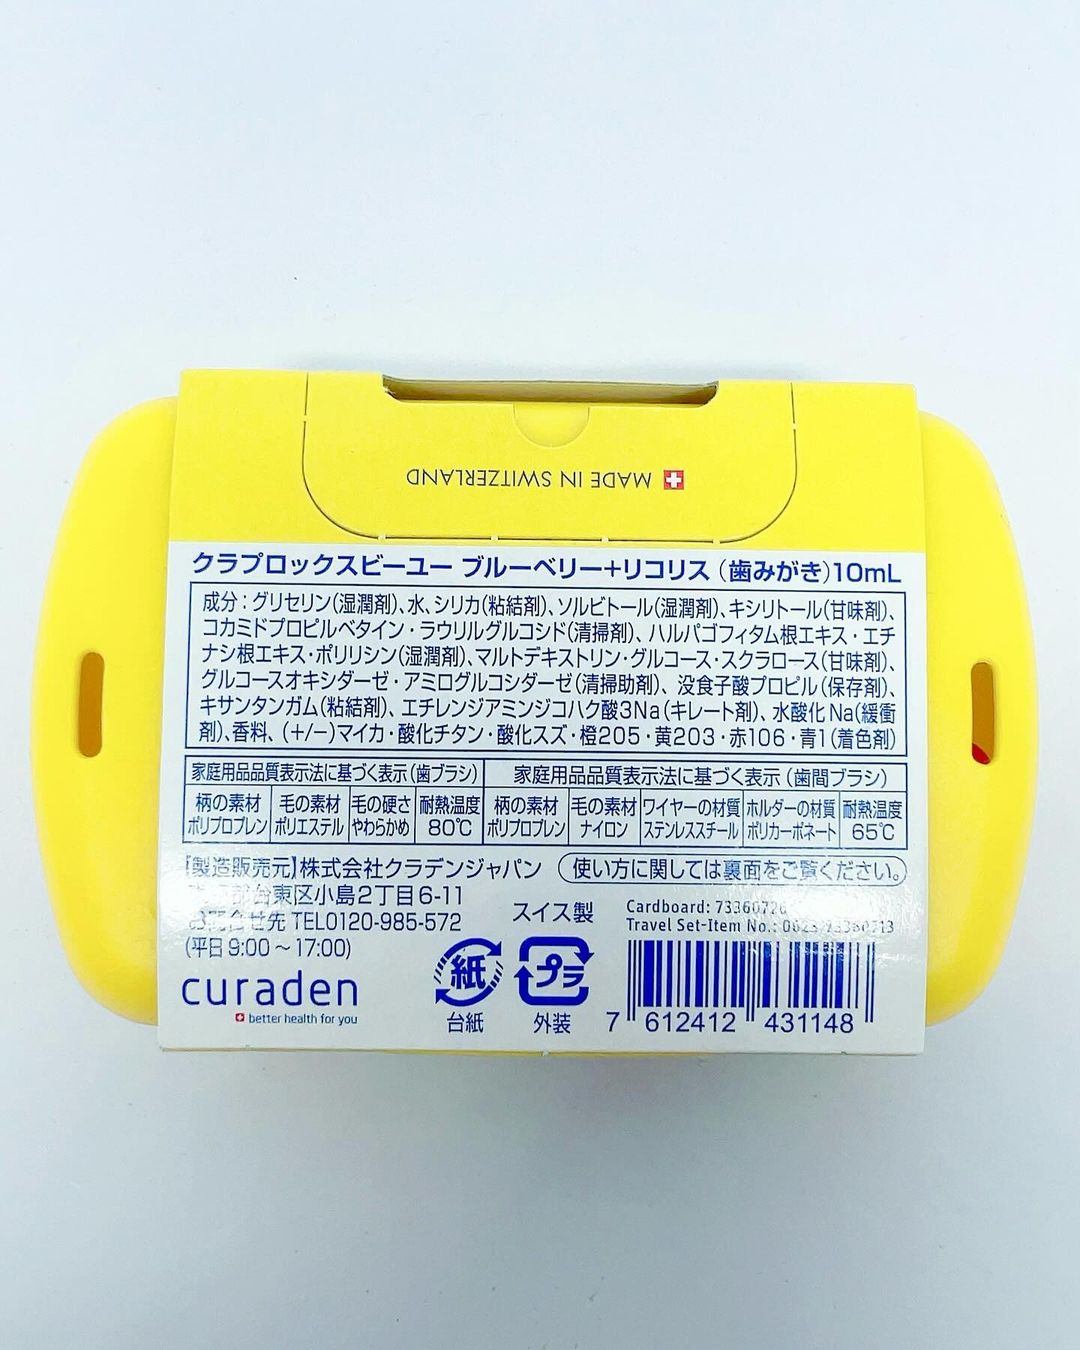 MADE IN SWITZERLAND
クラプロックスビーユー ブルーベリー+リコリス (歯みがき)10mL
成分:グリセリン(湿潤剤)、水、シリカ(粘結剤)、ソルビトール(湿潤剤)、キシリトール(甘味剤)、
コカミドプロピルベタイン・ラウリルグルコシド(清掃剤)、ハルパゴフィタム根エキス・エチ
ナシ根エキス・ポリリシン(湿潤剤)、マルトデキストリン・グルコース・スクラロース(甘味剤)、
グルコースオキシダーゼ・アミログルコシダーゼ(清掃助剤)、没食子酸プロピル(保存剤)、
キサンタンガム(粘結剤)、エチレンジアミンジコハク酸3Na(キレート剤)、水酸化Na(緩衝
剤)、香料、(+/−)マイカ・酸化チタン・酸化スズ・橙205・黄203・赤106・青1(着色剤)
家庭用品品質表示法に基づく表示(歯ブラシ) 家庭用品品質表示法に基づく表示(歯間ブラシ)
柄の素材 毛の素材 毛の硬さ 耐熱温度 柄の素材 毛の素材 ワイヤーの材質 ホルダーの材質 耐熱温度
ポリプロプレン ポリエステル やわらかめ 80℃ ポリプロプレン ナイロン ステンレススチール ポリカーボネート 65℃
【製造販売元】株式会社クラデンジャパン 使い方に関しては裏面をご覧ください。
台東区小島2丁目6-11
お問合せ先 TEL0120-985-572
(平日9:00~17:00)
スイス製
Cardboard:
Travel Set-Item No.:
curaden
better health for you
紙
台紙
プラ
外装
7 612412 431148